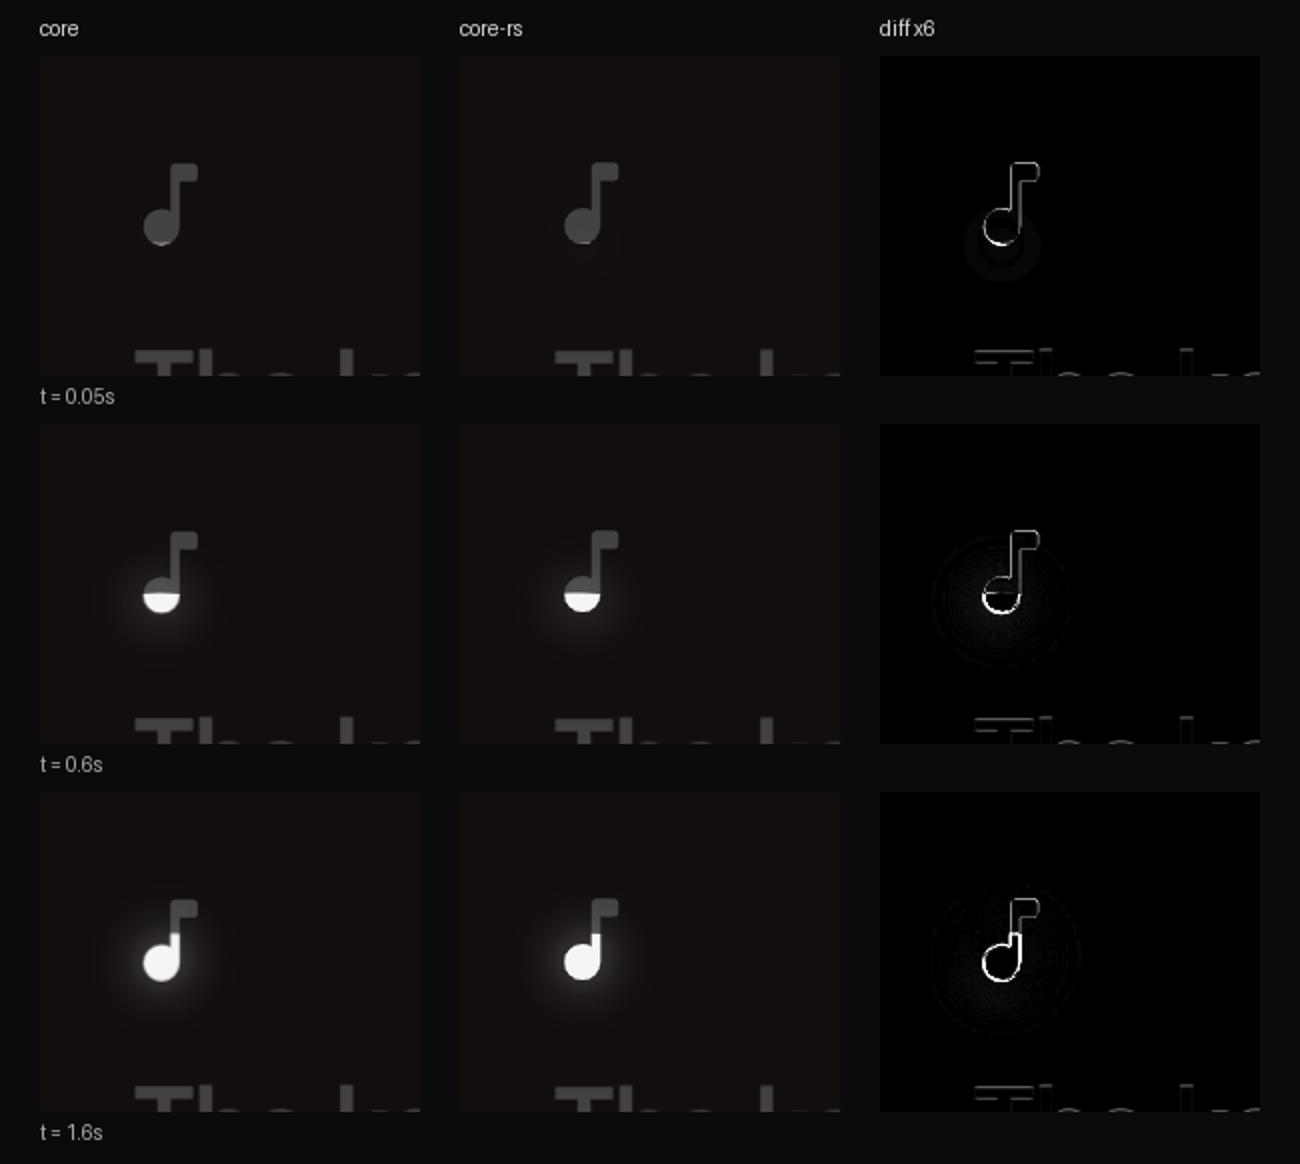 core core-rs diff x6
t = 0.05s
t = 0.6s
t = 1.6s